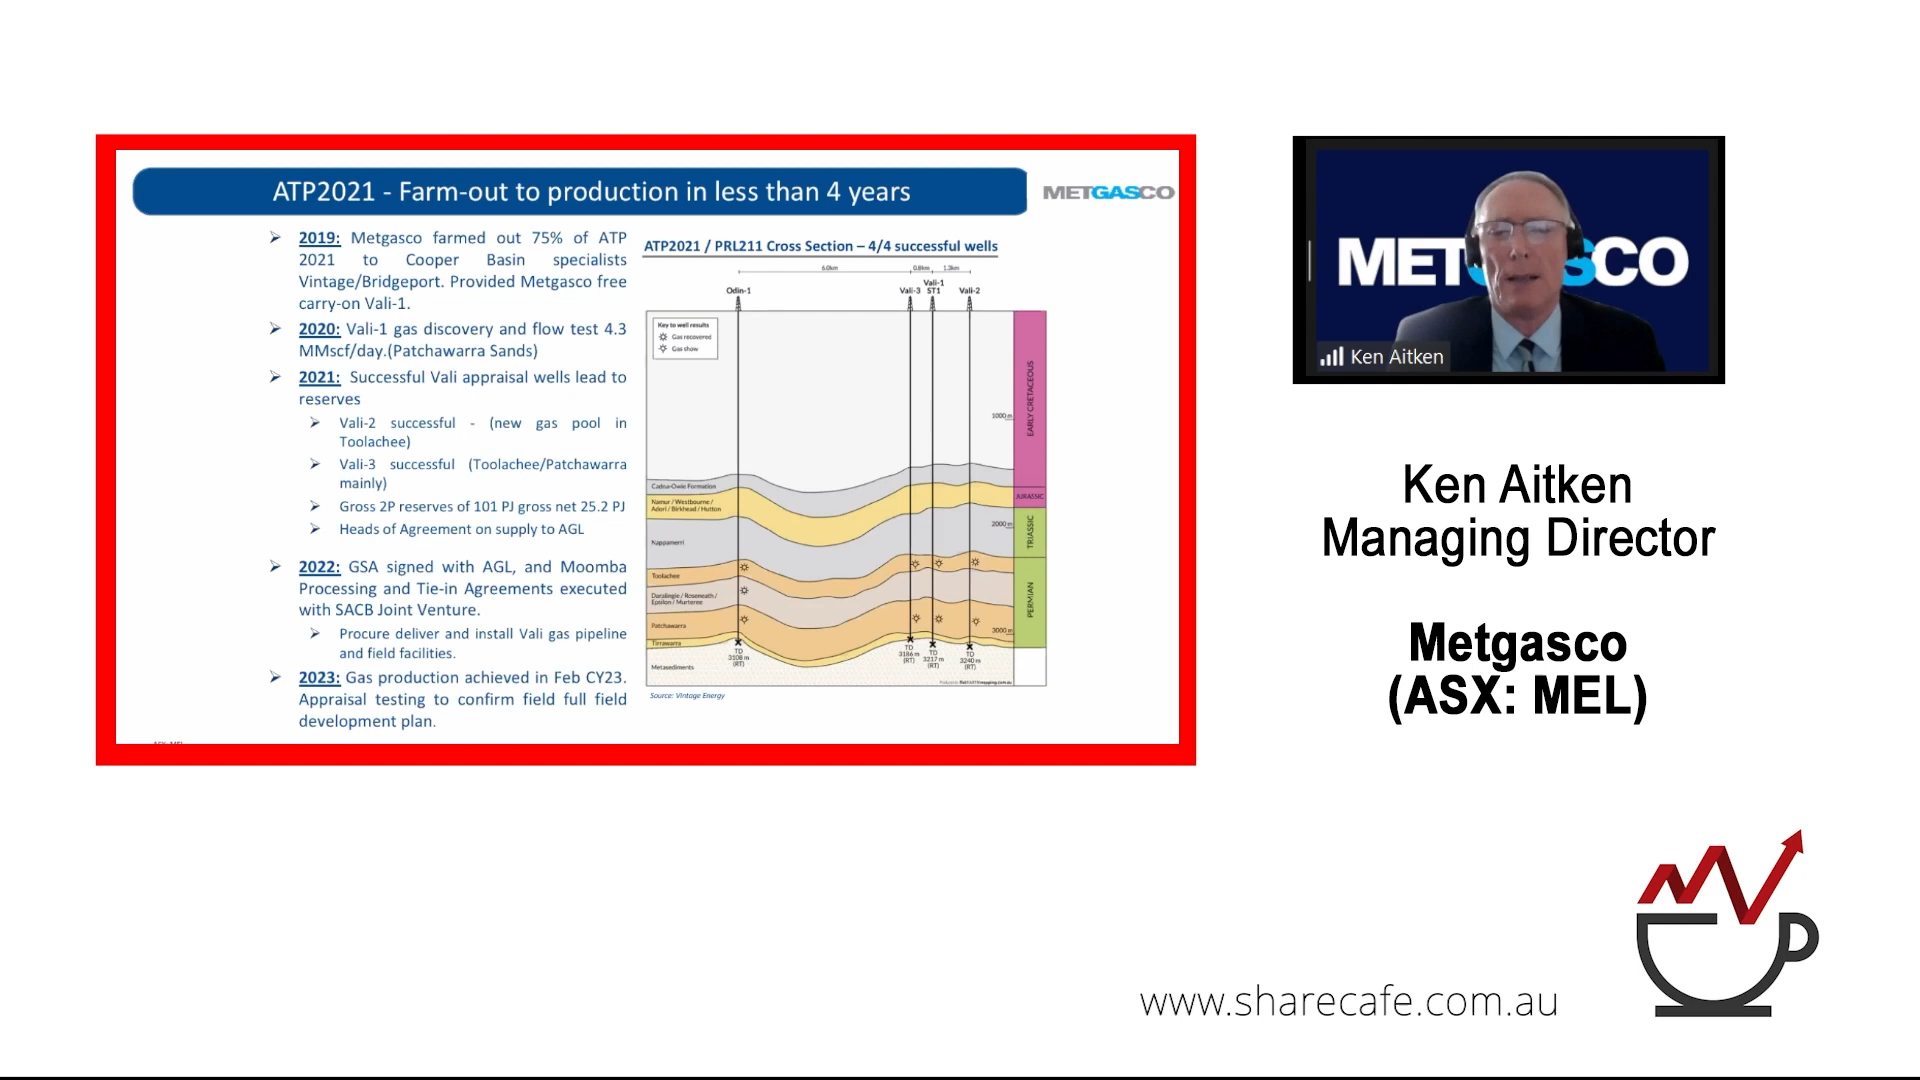 ATP2021 - Farm-out to production in less than 4 years
METGASCO
2019: Metgasco farmed out 75% of ATP
2021 to Cooper Basin specialists
Vintage/Bridgeport. Provided Metgasco free
carry-on Vali-1.
2020: Vali-1 gas discovery and flow test 4.3
MMscf/day.(Patchawarra Sands)
2021: Successful Vali appraisal wells lead to
reserves
Vali-2 successful - (new gas pool in
Toolachee)
Vali-3 successful (Toolachee/Patchawarra
mainly)
Gross 2P reserves of 101 PJ gross net 25.2 PJ
Heads of Agreement on supply to AGL
2022: GSA signed with AGL, and Moomba
Processing and Tie-in Agreements executed
with SACB Joint Venture.
Procure deliver and install Vali gas pipeline
and field facilities.
2023: Gas production achieved in Feb CY23.
Appraisal testing to confirm field full field
development plan.
ATP2021 / PRL211 Cross Section – 4/4 successful wells
6.0km
0.8km
1.3km
Odin-1
Vali-3
Vali-1
ST1
Vali-2
Key to well results
Gas recovered
Gas show
1000 m
2000 m
3000 m
EARLY CRETACEOUS
JURASSIC
TRIASSIC
PERMIAN
Cadna-Owie Formation
Namur / Westbourne /
Adori / Birkhead / Hutton
Nappamerri
Toolachee
Daralingie / Roseneath /
Epsilon / Murteree
Patchawarra
Tirrawarra
Metasediments
TD
3108 m
(RT)
TD
3186 m
(RT)
TD
3217 m
(RT)
TD
3240 m
(RT)
Source: Vintage Energy
METGASCO
Ken Aitken
Ken Aitken
Managing Director
Metgasco
(ASX: MEL)
www.sharecafe.com.au